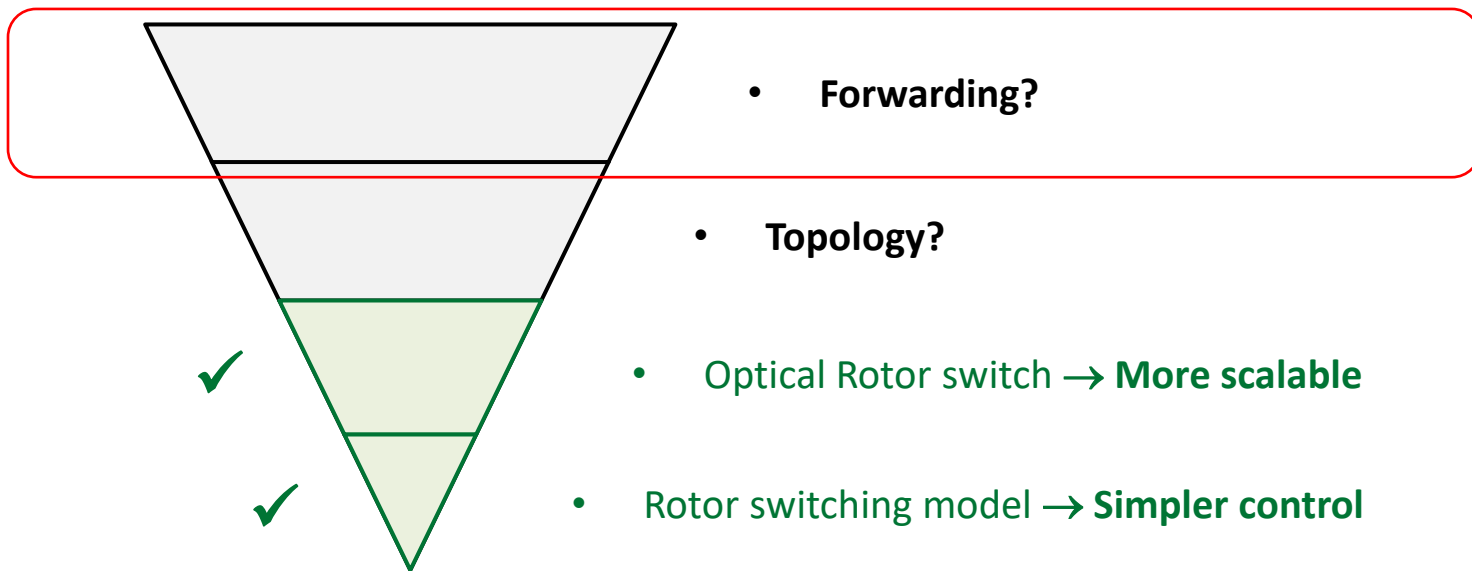 • Forwarding?
• Topology?
✓ • Optical Rotor switch → More scalable
✓ • Rotor switching model → Simpler control